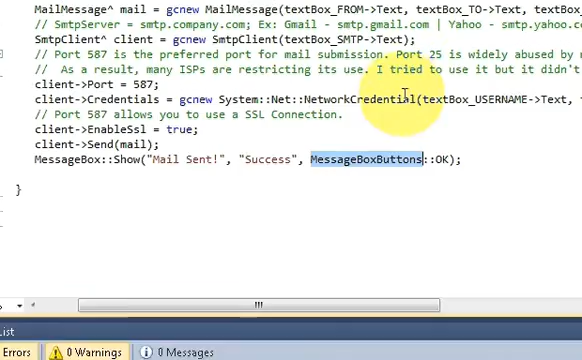 MailMessage^ mail = gcnew MailMessage(textBox_FROM->Text, textBox_TO->Text, textBo
// SmtpServer = smtp.company.com; Ex: Gmail - smtp.gmail.com | Yahoo - smtp.yahoo.co
SmtpClient^ client = gcnew SmtpClient(textBox_SMTP->Text);
// Port 587 is the preferred port for mail submission. Port 25 is widely abused by m
// As a result, many ISPs are restricting its use. I tried to use it but it didn't
client->Port = 587;
client->Credentials = gcnew System::Net::NetworkCredential(textBox_USERNAME->Text, t
// Port 587 allows you to use a SSL Connection.
client->EnableSsl = true;
client->Send(mail);
MessageBox::Show("Mail Sent!", "Success", MessageBoxButtons::OK);
}
List
Errors 0 Warnings 0 Messages